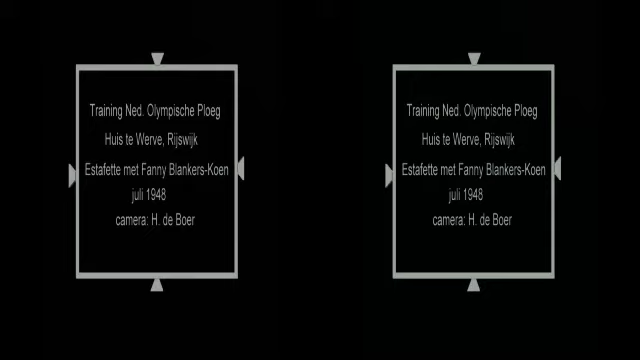 Training Ned. Olympische Ploeg
Huis te Werve, Rijswijk
Estafette met Fanny Blankers-Koen
juli 1948
camera: H. de Boer
Training Ned. Olympische Ploeg
Huis te Werve, Rijswijk
Estafette met Fanny Blankers-Koen
juli 1948
camera: H. de Boer